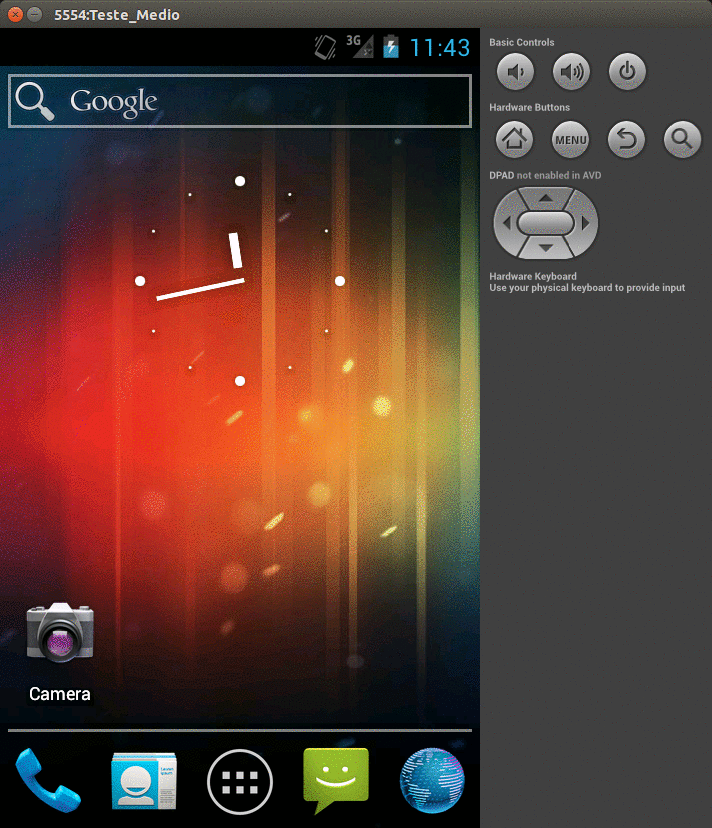 5554:Teste_Medio
3G
11:43
Google
Camera
Basic Controls
Hardware Buttons
MENU
DPAD not enabled in AVD
Hardware Keyboard
Use your physical keyboard to provide input